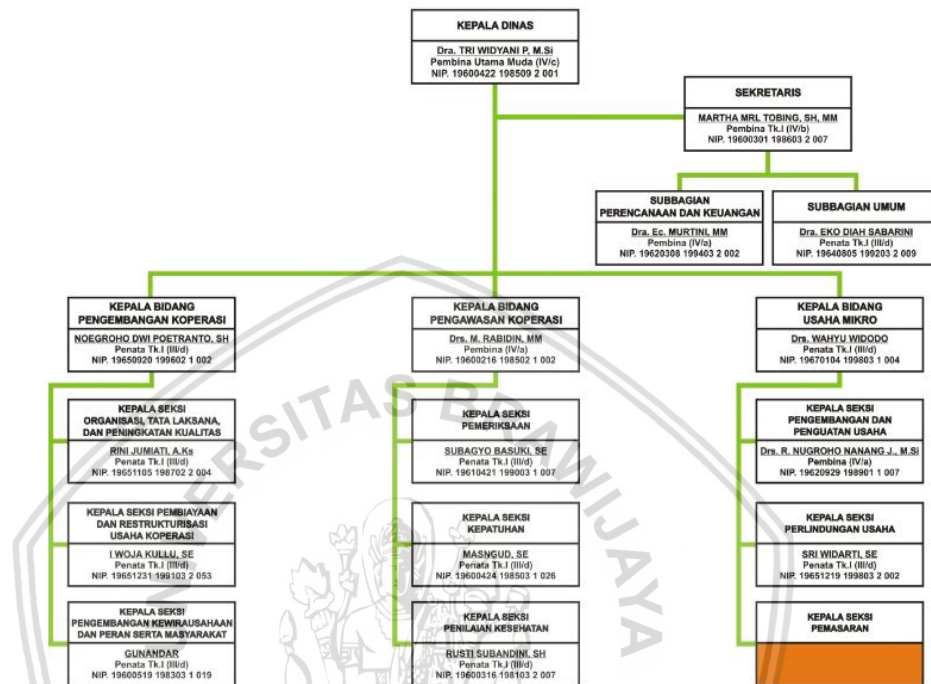 KEPALA DINAS
Dra. TRI WIDYANI P, M.Si
Pembina Utama Muda (IV/c)
NIP. 19600422 198509 2 001
SEKRETARIS
MARTHA MRL TOBING, SH, MM
Pembina Tk.I (IV/b)
NIP. 19600301 198603 2 007
SUBBAGIAN
PERENCANAAN DAN KEUANGAN
Dra. Ec. MURTINI, MM
Pembina (IV/a)
NIP. 19620308 199403 2 002
SUBBAGIAN UMUM
Dra. EKO DIAH SABARINI
Penata Tk.I (III/d)
NIP. 19640805 199203 2 009
KEPALA BIDANG
PENGEMBANGAN KOPERASI
NOEGROHO DWI POETRANTO, SH
Penata Tk.I (III/d)
NIP. 19650920 199602 1 002
KEPALA BIDANG
PENGAWASAN KOPERASI
Drs. M. RABIDIN, MM
Pembina (IV/a)
NIP. 19600216 198502 1 002
KEPALA BIDANG
USAHA MIKRO
Drs. WAHYU WIDODO
Penata Tk.I (III/d)
NIP. 19670104 199803 1 004
KEPALA SEKSI
ORGANISASI, TATA LAKSANA,
DAN PENINGKATAN KUALITAS
RINI JUMIATI, A.Ks
Penata Tk.I (III/d)
NIP. 19651105 198702 2 004
KEPALA SEKSI
PEMERIKSAAN
SUBAGYO BASUKI, SE
Penata Tk.I (III/d)
NIP. 19610421 199003 1 007
KEPALA SEKSI
PENGEMBANGAN DAN
PENGUATAN USAHA
Drs. R. NUGROHO NANANG J., M.Si
Pembina (IV/a)
NIP. 19620929 198901 1 007
KEPALA SEKSI PEMBIAYAAN
DAN RESTRUKTURISASI
USAHA KOPERASI
I WOJA KULLU, SE
Penata Tk.I (III/d)
NIP. 19651231 199103 2 053
KEPALA SEKSI
KEPATUHAN
MASNGUD, SE
Penata Tk.I (III/d)
NIP. 19600424 198503 1 026
KEPALA SEKSI
PERLINDUNGAN USAHA
SRI WIDARTI, SE
Penata Tk.I (III/d)
NIP. 19651219 199803 2 002
KEPALA SEKSI
PENGEMBANGAN KEWIRAUSAHAAN
DAN PERAN SERTA MASYARAKAT
GUNANDAR
Penata Tk.I (III/d)
NIP. 19600519 198303 1 019
KEPALA SEKSI
PENILAIAN KESEHATAN
RUSTI SUBANDINI, SH
Penata Tk.I (III/d)
NIP. 19600316 198103 2 007
KEPALA SEKSI
PEMASARAN
VERSITAS BRAWIJAYA